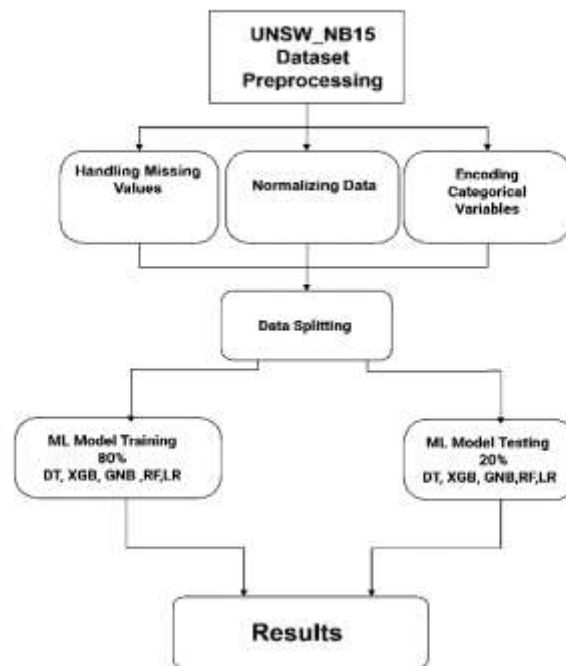 UNSW_NB15
Dataset
Preprocessing
Handling Missing
Values
Normalizing Data
Encoding
Categorical
Variables
Data Splitting
ML Model Training
80%
DT, XGB, GNB ,RF,LR
ML Model Testing
20%
DT, XGB, GNB,RF,LR
Results